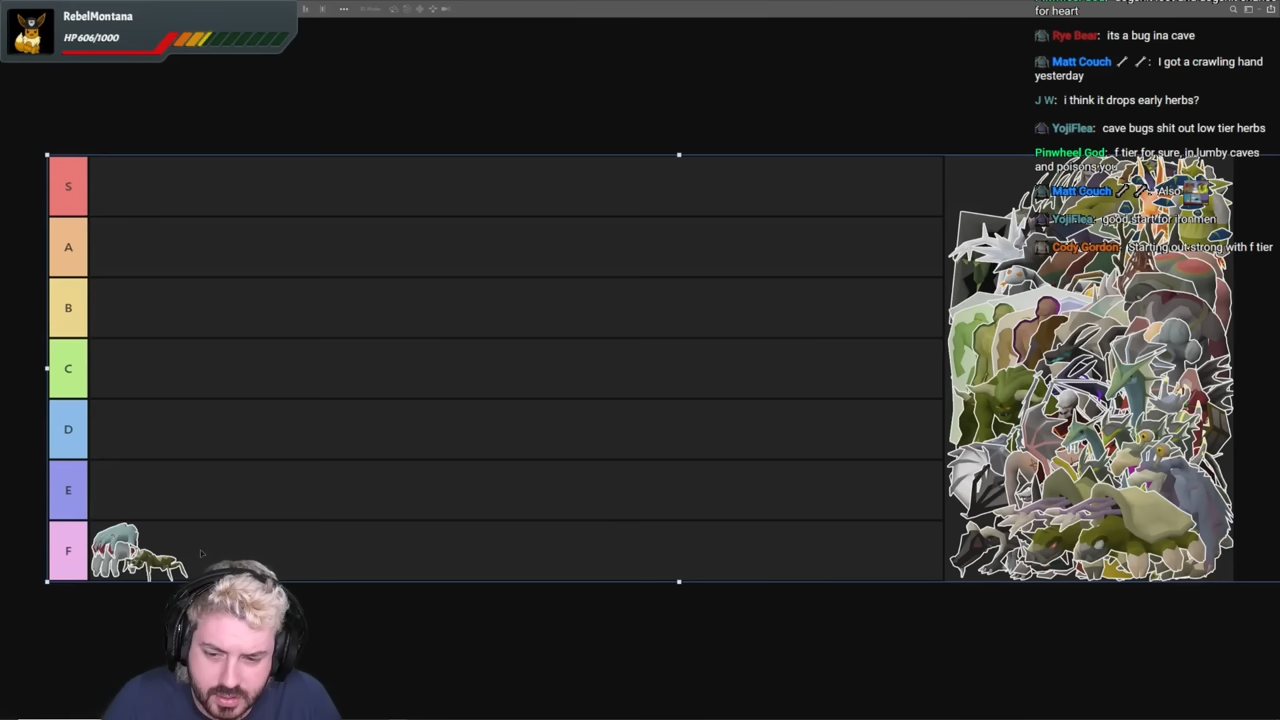 RebelMontana
HP 606/1000
for heart
Rye Bear: its a bug ina cave
Matt Couch : I got a crawling hand
yesterday
J W: i think it drops early herbs?
YojiFlea: cave bugs shit out low tier herbs
Pinwheel God: f tier for sure, in lumby caves
and poisons you
Matt Couch : Also
YojiFlea: good start for ironmen
Cody Gordon: Starting out strong with f tier
S
A
B
C
D
E
F